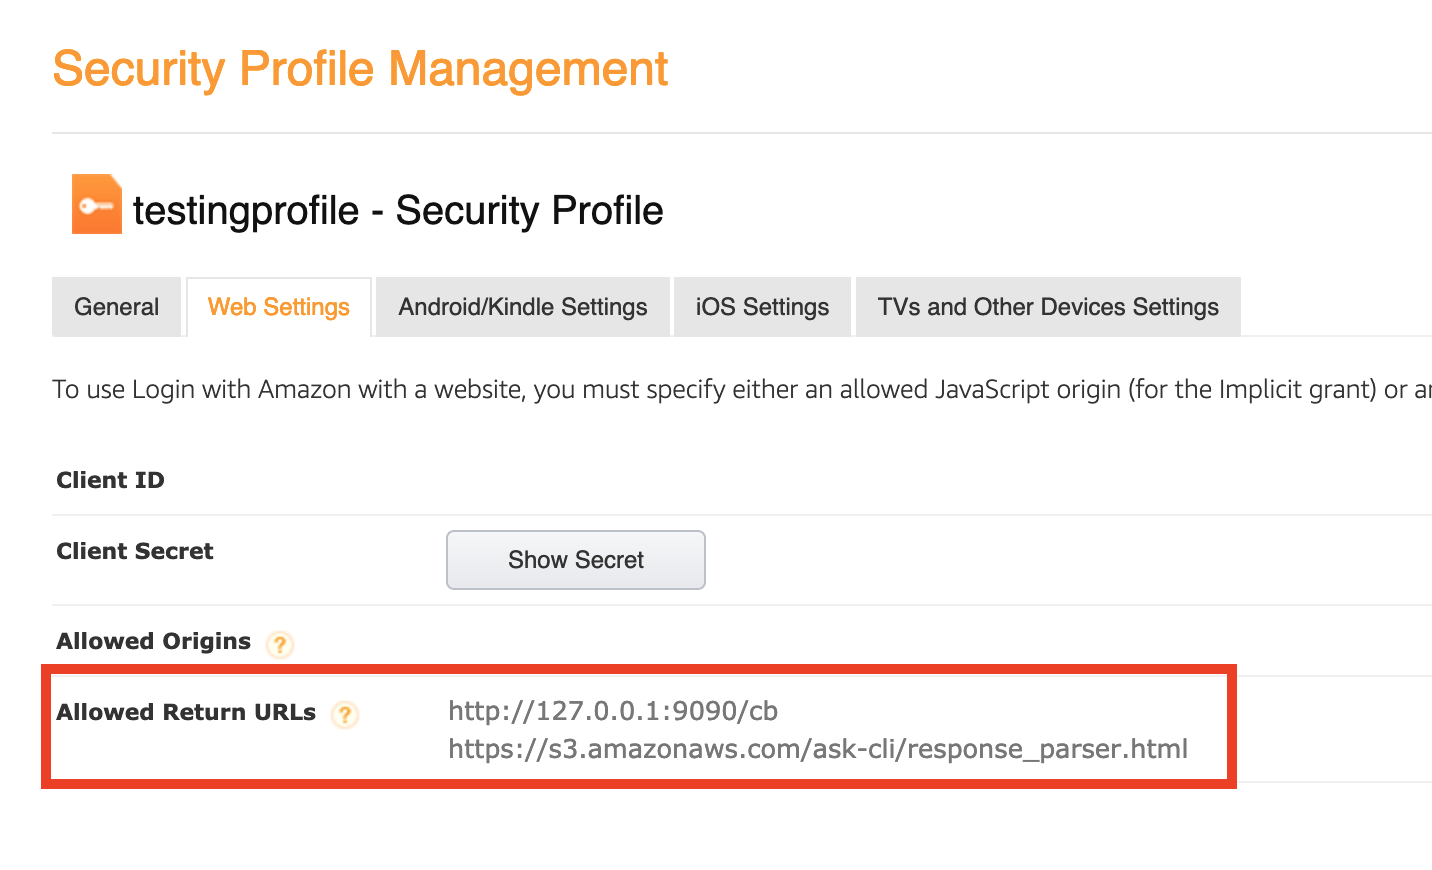 Security Profile Management
testingprofile - Security Profile
General
Web Settings
Android/Kindle Settings
iOS Settings
TVs and Other Devices Settings
To use Login with Amazon with a website, you must specify either an allowed JavaScript origin (for the Implicit grant) or
Client ID
Client Secret
Show Secret
Allowed Origins ?
Allowed Return URLs ?
http://127.0.0.1:9090/cb
https://s3.amazonaws.com/ask-cli/response_parser.html